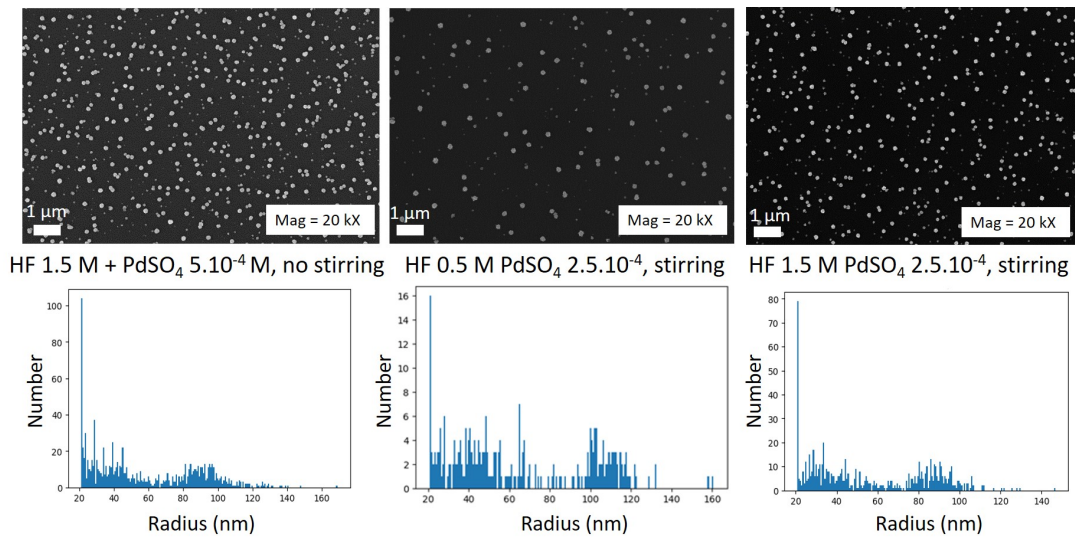 1 µm
Mag = 20 kX
1 µm
Mag = 20 kX
1 µm
Mag = 20 kX
HF 1.5 M + PdSO4 5.10-4 M, no stirring
HF 0.5 M PdSO4 2.5.10-4, stirring
HF 1.5 M PdSO4 2.5.10-4, stirring
Number
100
80
60
40
20
0
20 40 60 80 100 120 140 160
Radius (nm)
Number
16
14
12
10
8
6
4
2
0
20 40 60 80 100 120 140 160
Radius (nm)
Number
80
70
60
50
40
30
20
10
0
20 40 60 80 100 120 140
Radius (nm)